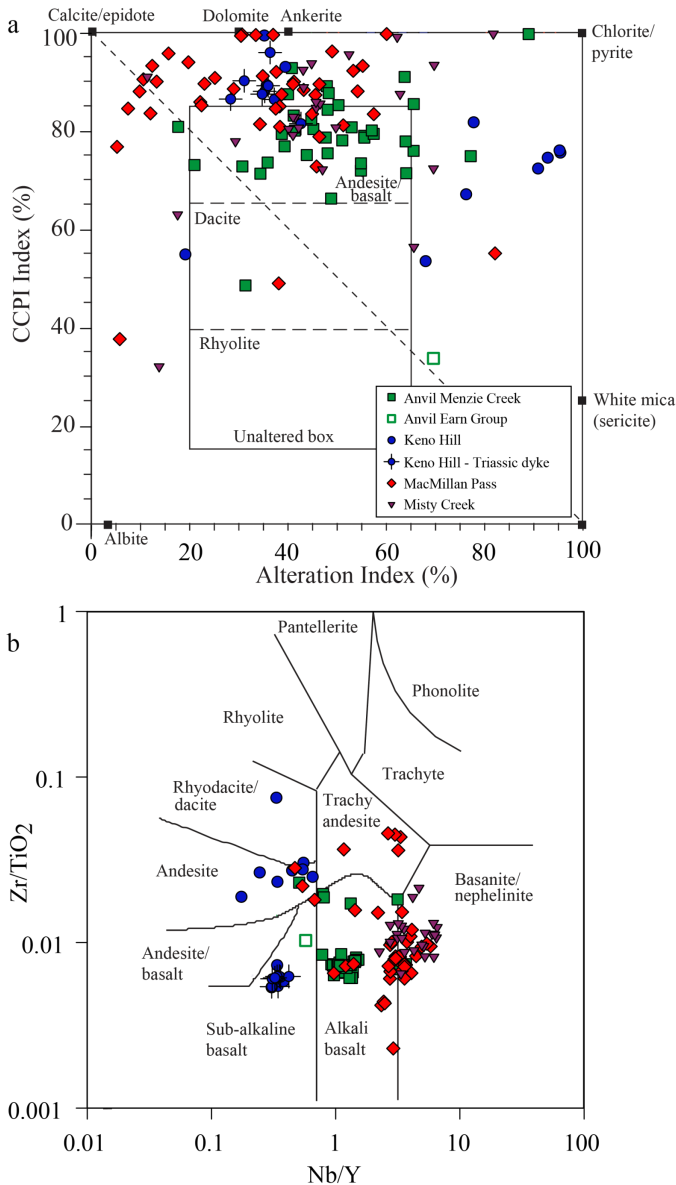 a
Calcite/epidote
Dolomite
Ankerite
Chlorite/
pyrite
100
80
60
40
20
0
CCPI Index (%)
Andesite/
basalt
Dacite
Rhyolite
Unaltered box
White mica
(sericite)
Anvil Menzie Creek
Anvil Earn Group
Keno Hill
Keno Hill - Triassic dyke
MacMillan Pass
Misty Creek
Albite
0
20
40
60
80
100
Alteration Index (%)
b
1
0.1
0.01
0.001
Zr/TiO2
Pantellerite
Phonolite
Rhyolite
Trachyte
Rhyodacite/
dacite
Trachy
andesite
Andesite
Basanite/
nephelinite
Andesite/
basalt
Sub-alkaline
basalt
Alkali
basalt
0.01
0.1
1
10
100
Nb/Y